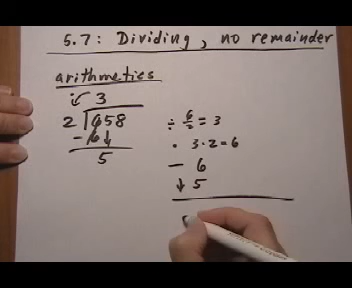 5.7: Dividing, no remainder
arithmetics
3
2 658
÷ 6/2 = 3
- 6 ↓
· 3·2=6
5
- 6
↓ 5